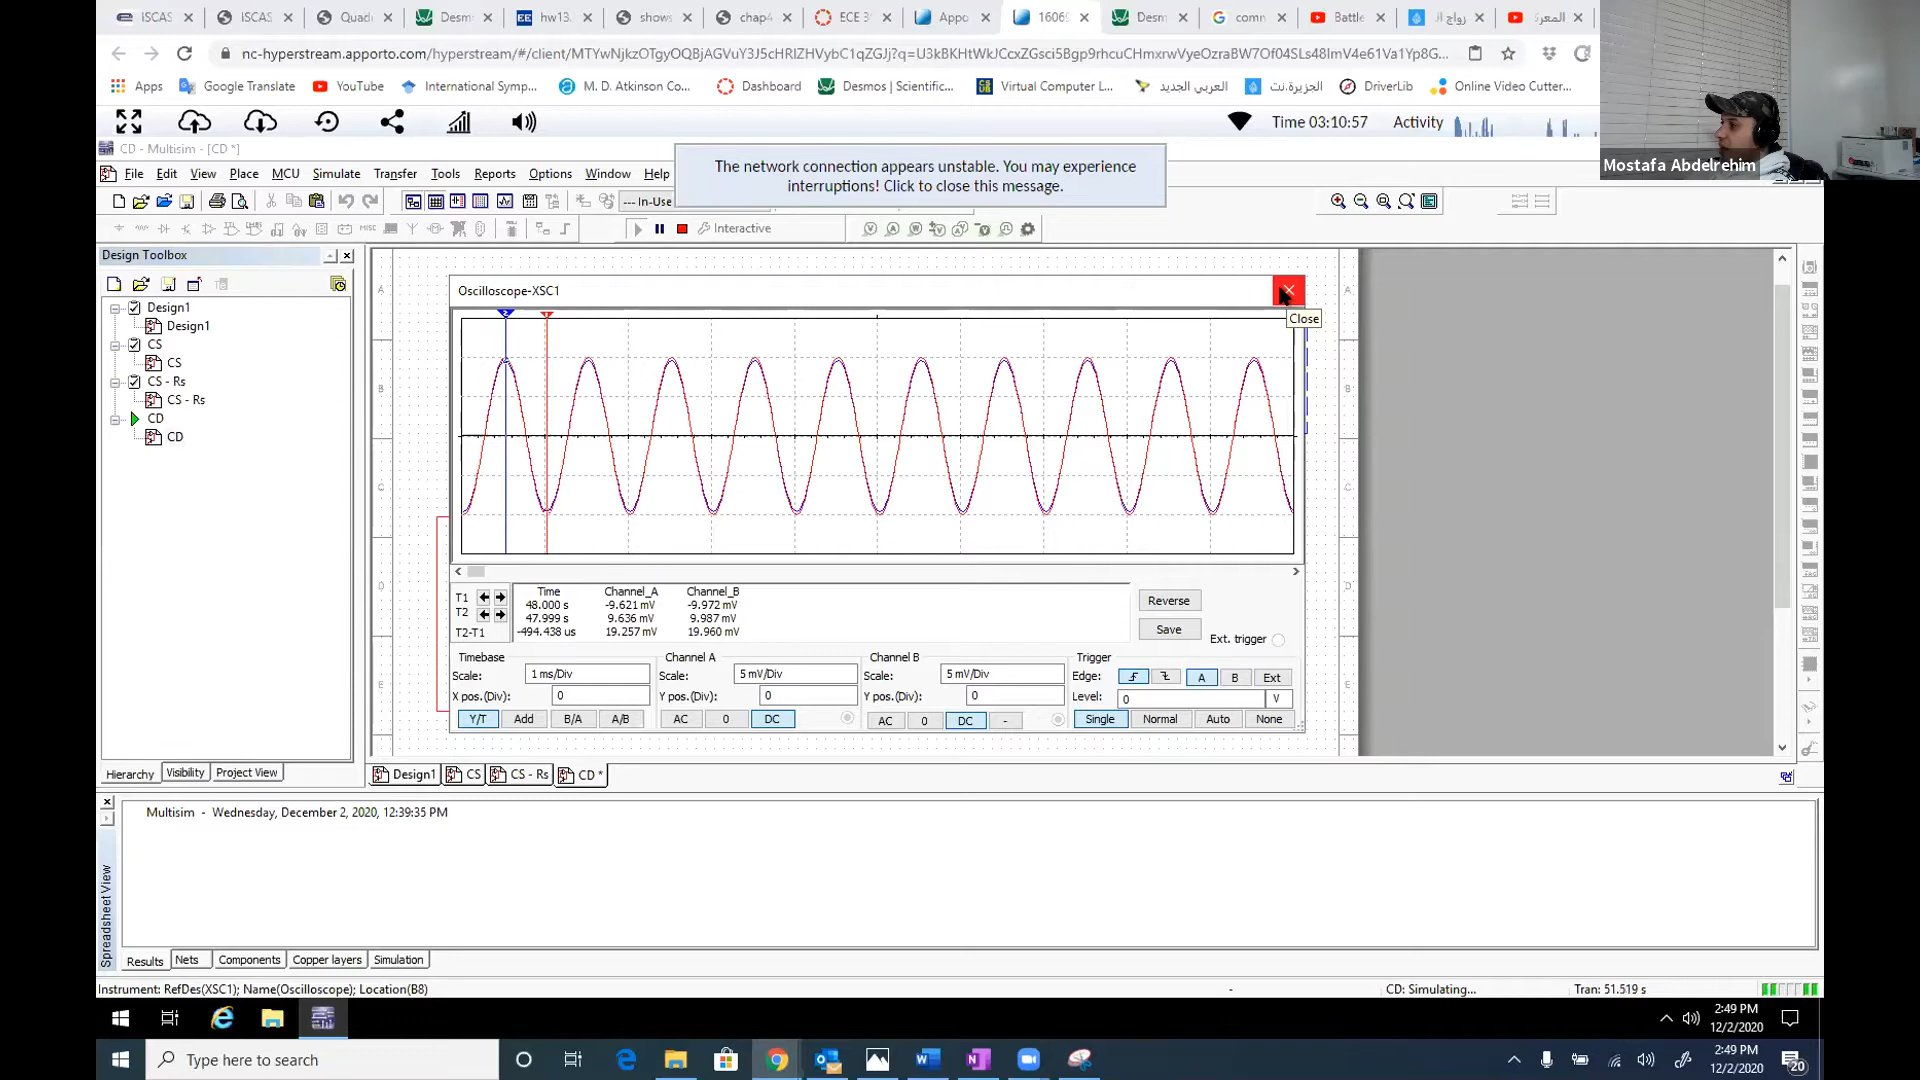 ISCAS
ISCAS
Quad
Desm
hw13.
shows
chap4
ECE 3
Appo
1606
Desm
comn
Battle
زواج ال
المعرك
nc-hyperstream.apporto.com/hyperstream/#/client/
Apps
Google Translate
YouTube
International Symp...
M. D. Atkinson Co...
Dashboard
Desmos | Scientific...
Virtual Computer L...
العربي الجديد
الجزيرة.نت
DriverLib
Online Video Cutter...
Time 03:10:57
Activity
Mostafa Abdelrehim
CD - Multisim - [CD *]
The network connection appears unstable. You may experience
interruptions! Click to close this message.
File Edit View Place MCU Simulate Transfer Tools Reports Options Window Help
--- In-Use
Interactive
Design Toolbox
Design1
Design1
CS
CS
CS - Rs
CS - Rs
CD
CD
Hierarchy Visibility Project View
A
B
C
D
E
A
B
C
D
E
Oscilloscope-XSC1
Close
2
1
Time Channel_A Channel_B
T1 48.000 s -9.621 mV -9.972 mV
T2 47.999 s 9.636 mV 9.987 mV
T2-T1 -494.438 us 19.257 mV 19.960 mV
Reverse
Save
Ext. trigger
Timebase
Scale: 1 ms/Div
X pos.(Div): 0
Y/T Add B/A A/B
Channel A
Scale: 5 mV/Div
Y pos.(Div): 0
AC 0 DC
Channel B
Scale: 5 mV/Div
Y pos.(Div): 0
AC 0 DC -
Trigger
Edge: A B Ext
Level: 0 V
Single Normal Auto None
Design1 CS CS - Rs CD *
Spreadsheet View
Multisim - Wednesday, December 2, 2020, 12:39:35 PM
Results Nets Components Copper layers Simulation
Instrument: RefDes(XSC1); Name(Oscilloscope); Location(B8)
-
CD: Simulating...
Tran: 51.519 s
2:49 PM
12/2/2020
Type here to search
2:49 PM
12/2/2020
20